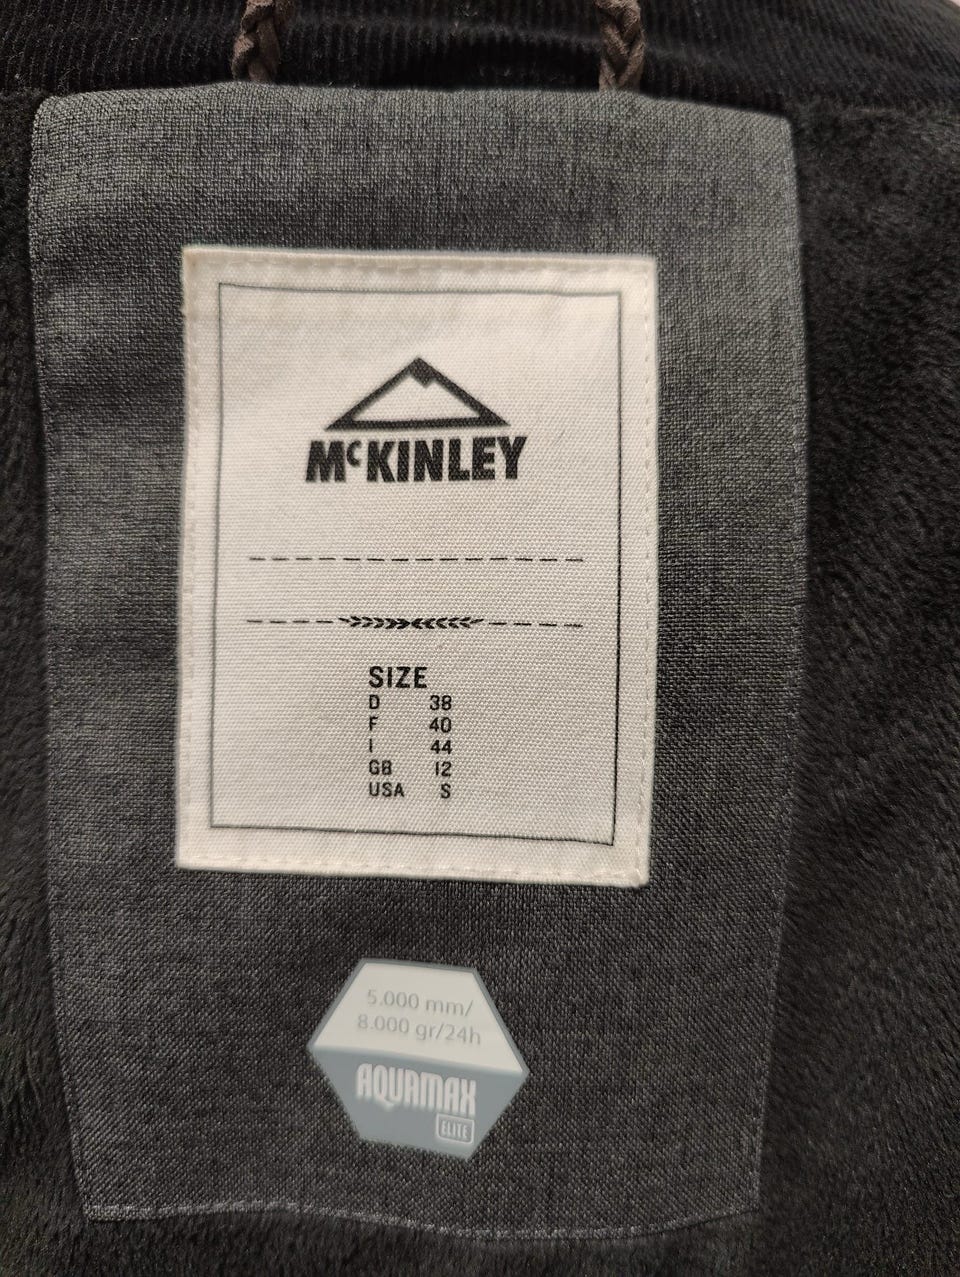 McKINLEY
SIZE
D 38
F 40
I 44
GB 12
USA S
5.000 mm/
8.000 gr/24h
AQUAMAX
ELITE